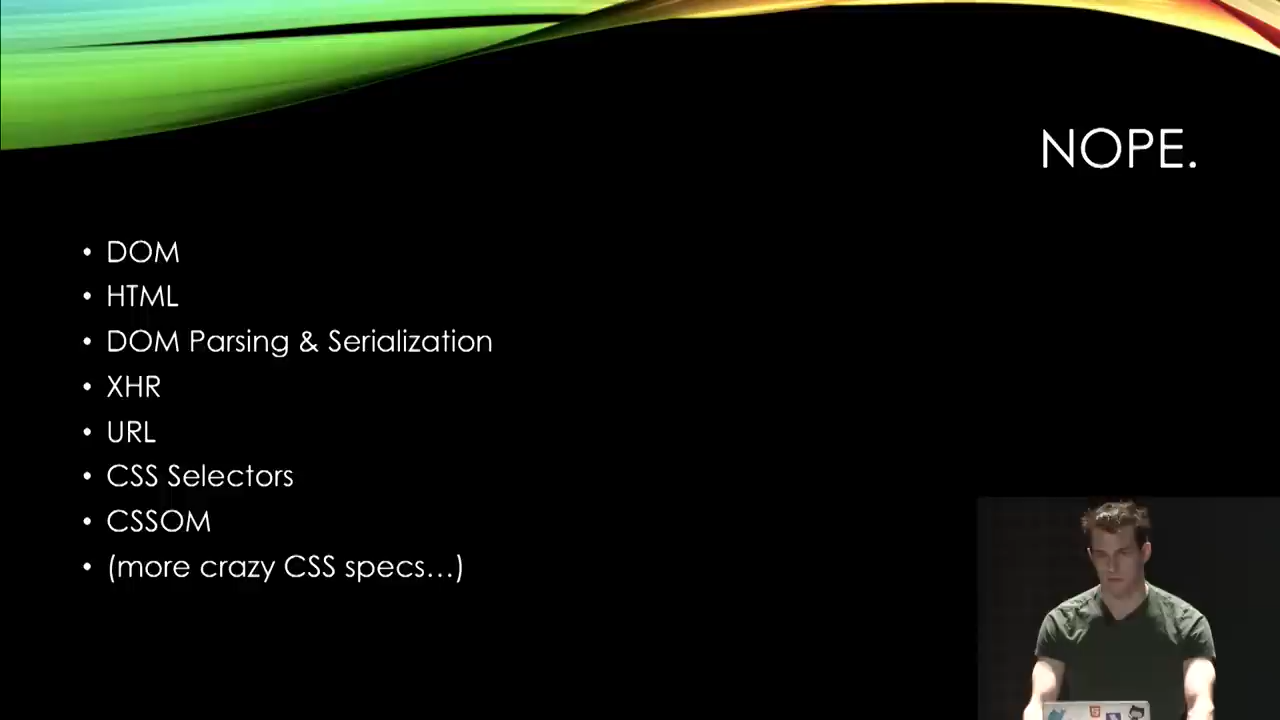 NOPE.
• DOM
• HTML
• DOM Parsing & Serialization
• XHR
• URL
• CSS Selectors
• CSSOM
• (more crazy CSS specs…)